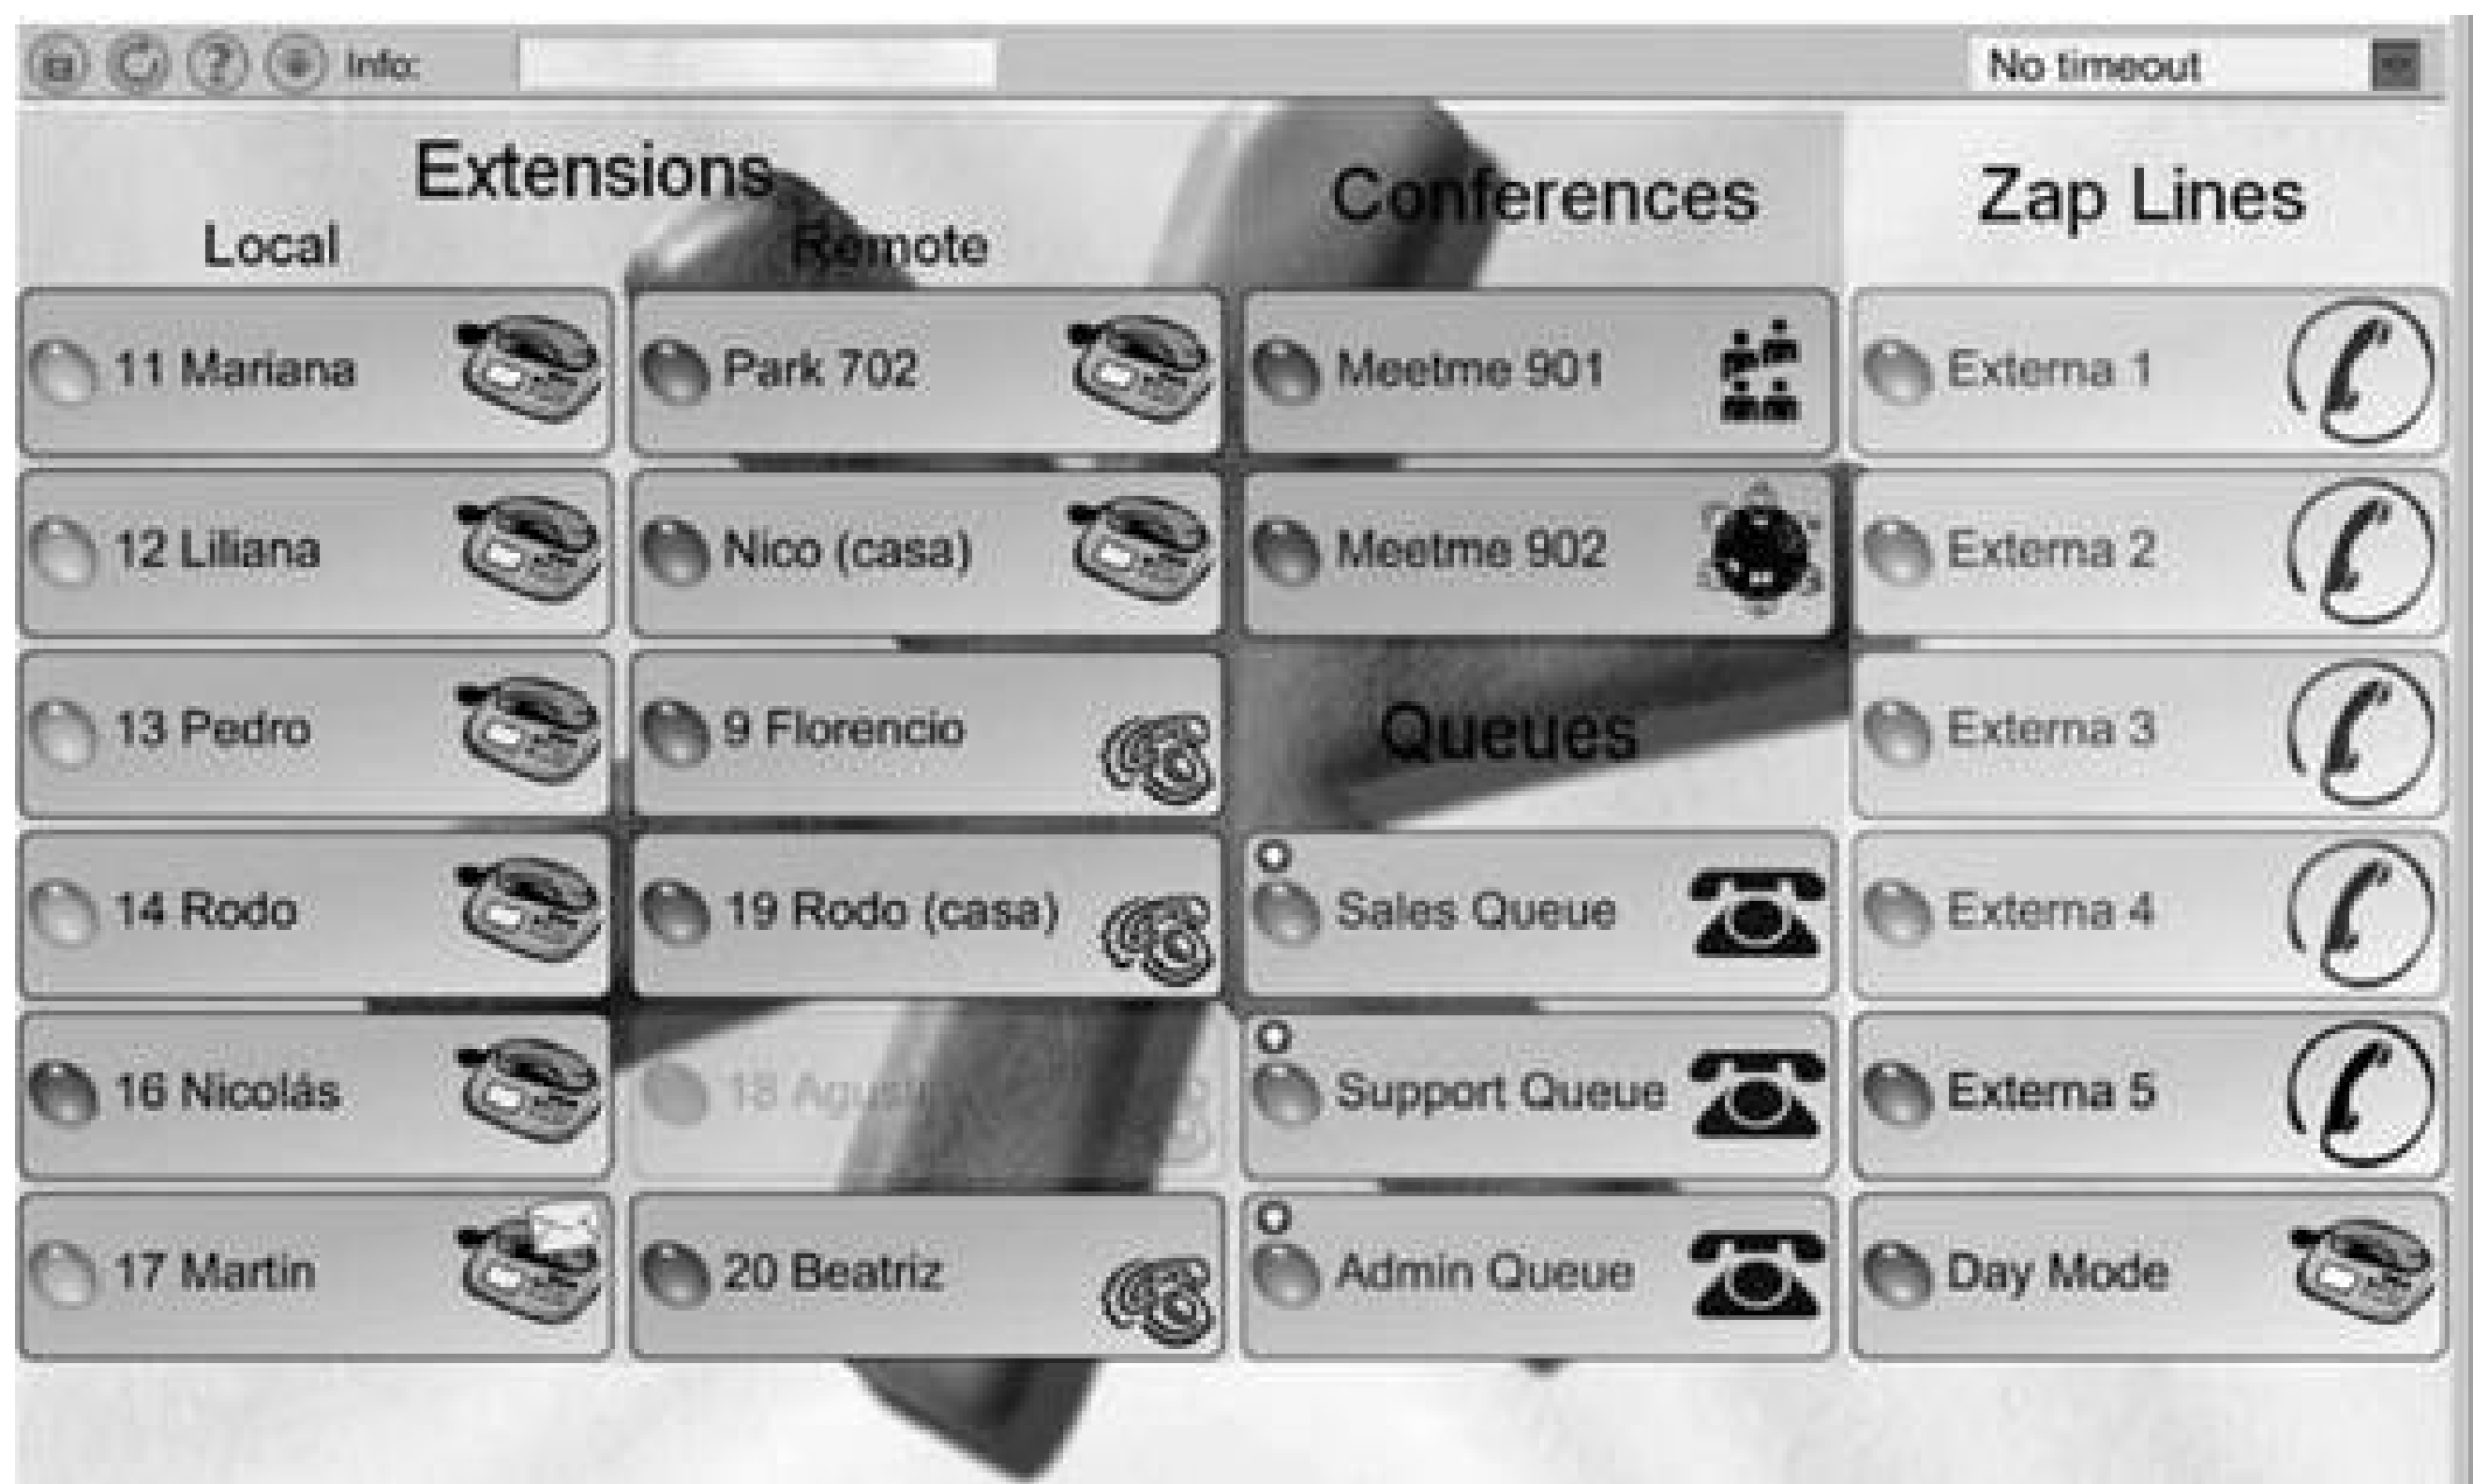 Info:
No timeout
Extensions
Local
Remote
Conferences
Zap Lines
11 Mariana
Park 702
Meetme 901
Externa 1
12 Liliana
Nico (casa)
Meetme 902
Externa 2
13 Pedro
9 Florencio
Queues
Externa 3
14 Rodo
19 Rodo (casa)
Sales Queue
Externa 4
16 Nicolás
18
Support Queue
Externa 5
17 Martin
20 Beatriz
Admin Queue
Day Mode